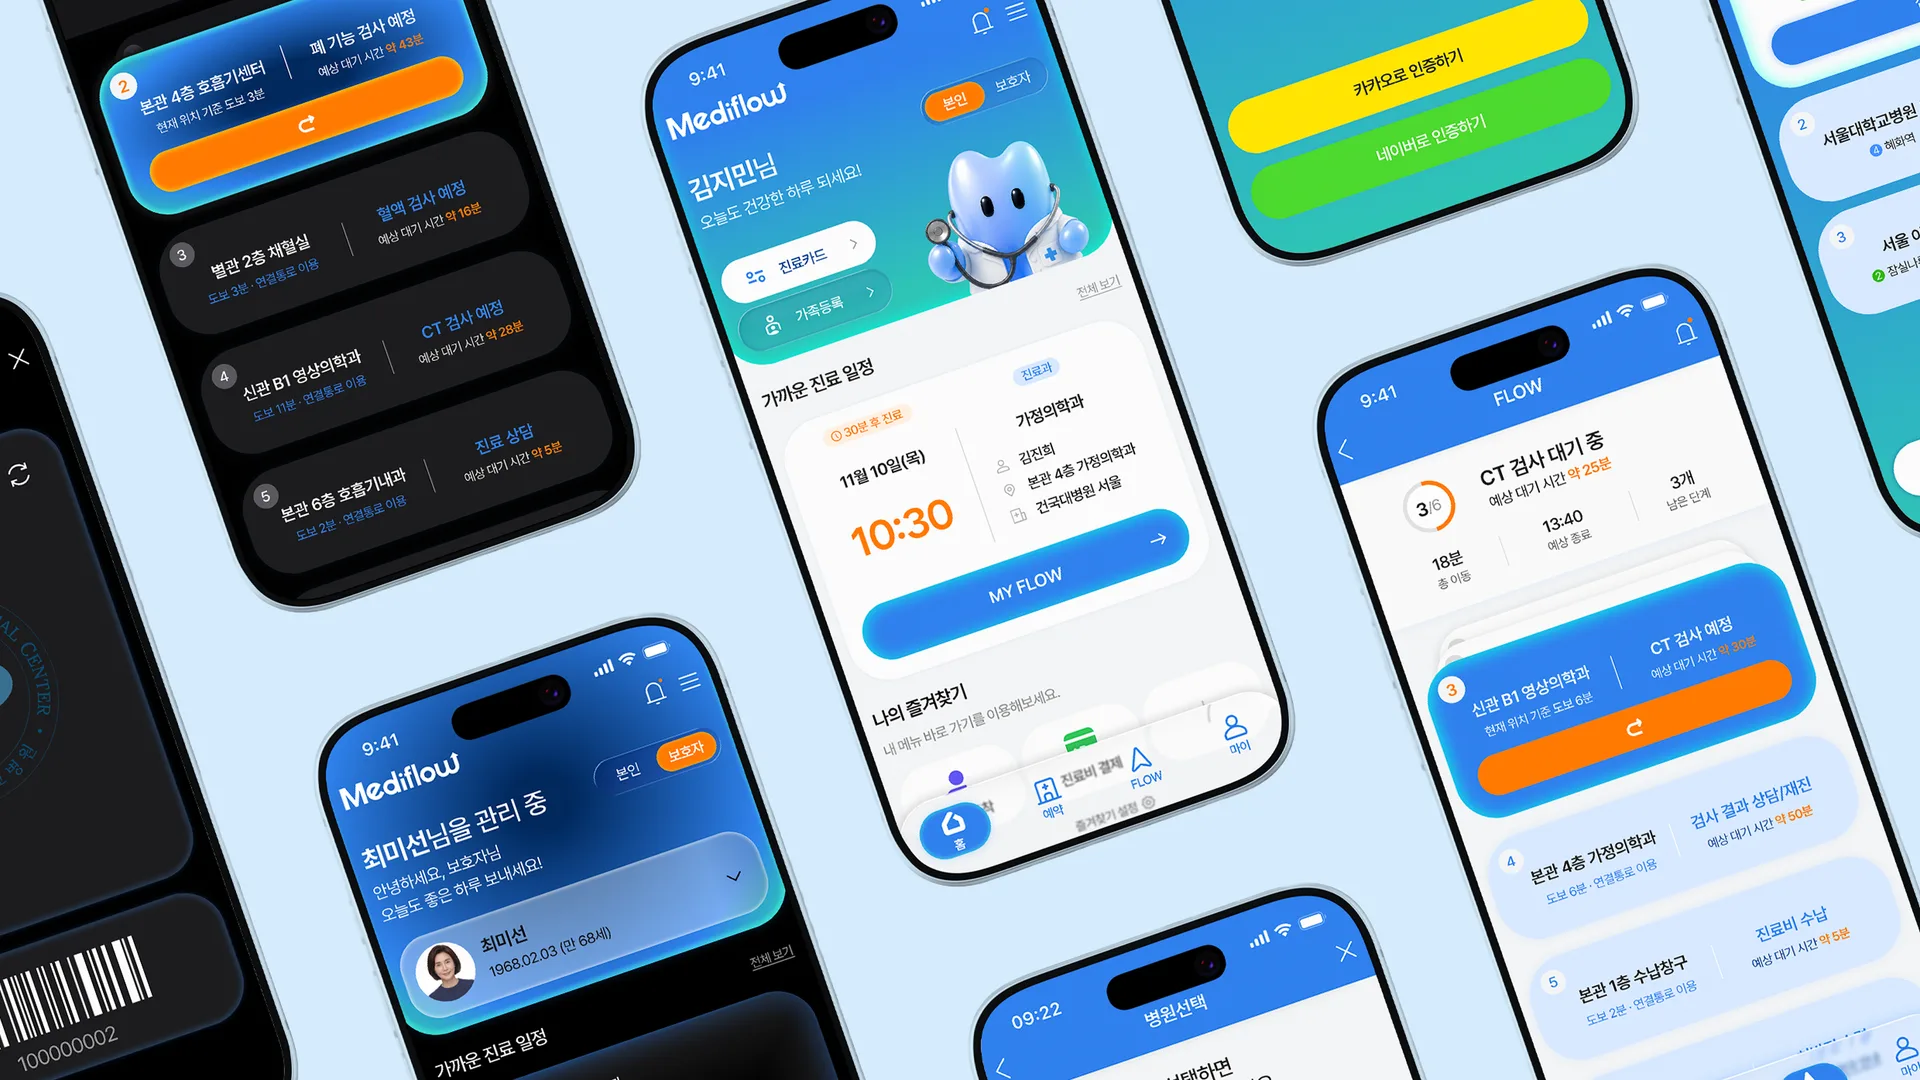 2
본관 4층 호흡기센터
현재 위치 기준 도보 3분
폐 기능 검사 예정
예상 대기 시간 약 43분
3
별관 2층 채혈실
도보 3분 · 연결통로 이용
혈액 검사 예정
예상 대기 시간 약 16분
4
신관 B1 영상의학과
도보 11분 · 연결통로 이용
CT 검사 예정
예상 대기 시간 약 28분
5
본관 6층 호흡기내과
도보 2분 · 연결통로 이용
진료 상담
예상 대기 시간 약 5분
CENTER
100000002
9:41
Mediflow
본인
보호자
최미선님을 관리 중
안녕하세요, 보호자님
오늘도 좋은 하루 보내세요!
최미선
1968.02.03 (만 68세)
전체 보기
가까운 진료 일정
9:41
Mediflow
본인
보호자
김지민님
오늘도 건강한 하루 되세요!
진료카드
가족등록
전체 보기
가까운 진료 일정
30분 후 진료
11월 10일(목)
10:30
진료과
가정의학과
김진희
본관 4층 가정의학과
건국대병원 서울
MY FLOW
나의 즐겨찾기
내 메뉴 바로 가기를 이용해보세요.
진료비 결제
즐겨찾기 설정
홈
예약
FLOW
마이
카카오로 인증하기
네이버로 인증하기
09:22
병원선택
9:41
FLOW
3/6
CT 검사 대기 중
예상 대기 시간 약 25분
18분
총 이동
13:40
예상 종료
3개
남은 단계
3
신관 B1 영상의학과
현재 위치 기준 도보 6분
CT 검사 예정
예상 대기 시간 약 30분
4
본관 4층 가정의학과
도보 6분 · 연결통로 이용
검사 결과 상담/재진
예상 대기 시간 약 50분
5
본관 1층 수납창구
도보 2분 · 연결통로 이용
진료비 수납
예상 대기 시간 약 5분
마이
2
서울대학교병원
4 혜화역
3
서울
2